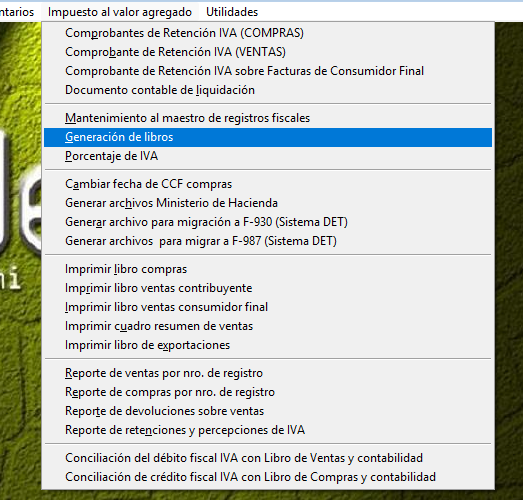 ntarios Impuesto al valor agregado Utilidades
Comprobantes de Retención IVA (COMPRAS)
Comprobante de Retención IVA (VENTAS)
Comprobante de Retención IVA sobre Facturas de Consumidor Final
Documento contable de liquidación
Mantenimiento al maestro de registros fiscales
Generación de libros
Porcentaje de IVA
Cambiar fecha de CCF compras
Generar archivos Ministerio de Hacienda
Generar archivo para migración a F-930 (Sistema DET)
Generar archivos  para migrar a F-987 (Sistema DET)
Imprimir libro compras
Imprimir libro ventas contribuyente
Imprimir libro ventas consumidor final
Imprimir cuadro resumen de ventas
Imprimir libro de exportaciones
Reporte de ventas por nro. de registro
Reporte de compras por nro. de registro
Reporte de devoluciones sobre ventas
Reporte de retenciones y percepciones de IVA
Conciliación del débito fiscal IVA con Libro de Ventas y contabilidad
Conciliación de crédito fiscal IVA con Libro de Compras y contabilidad